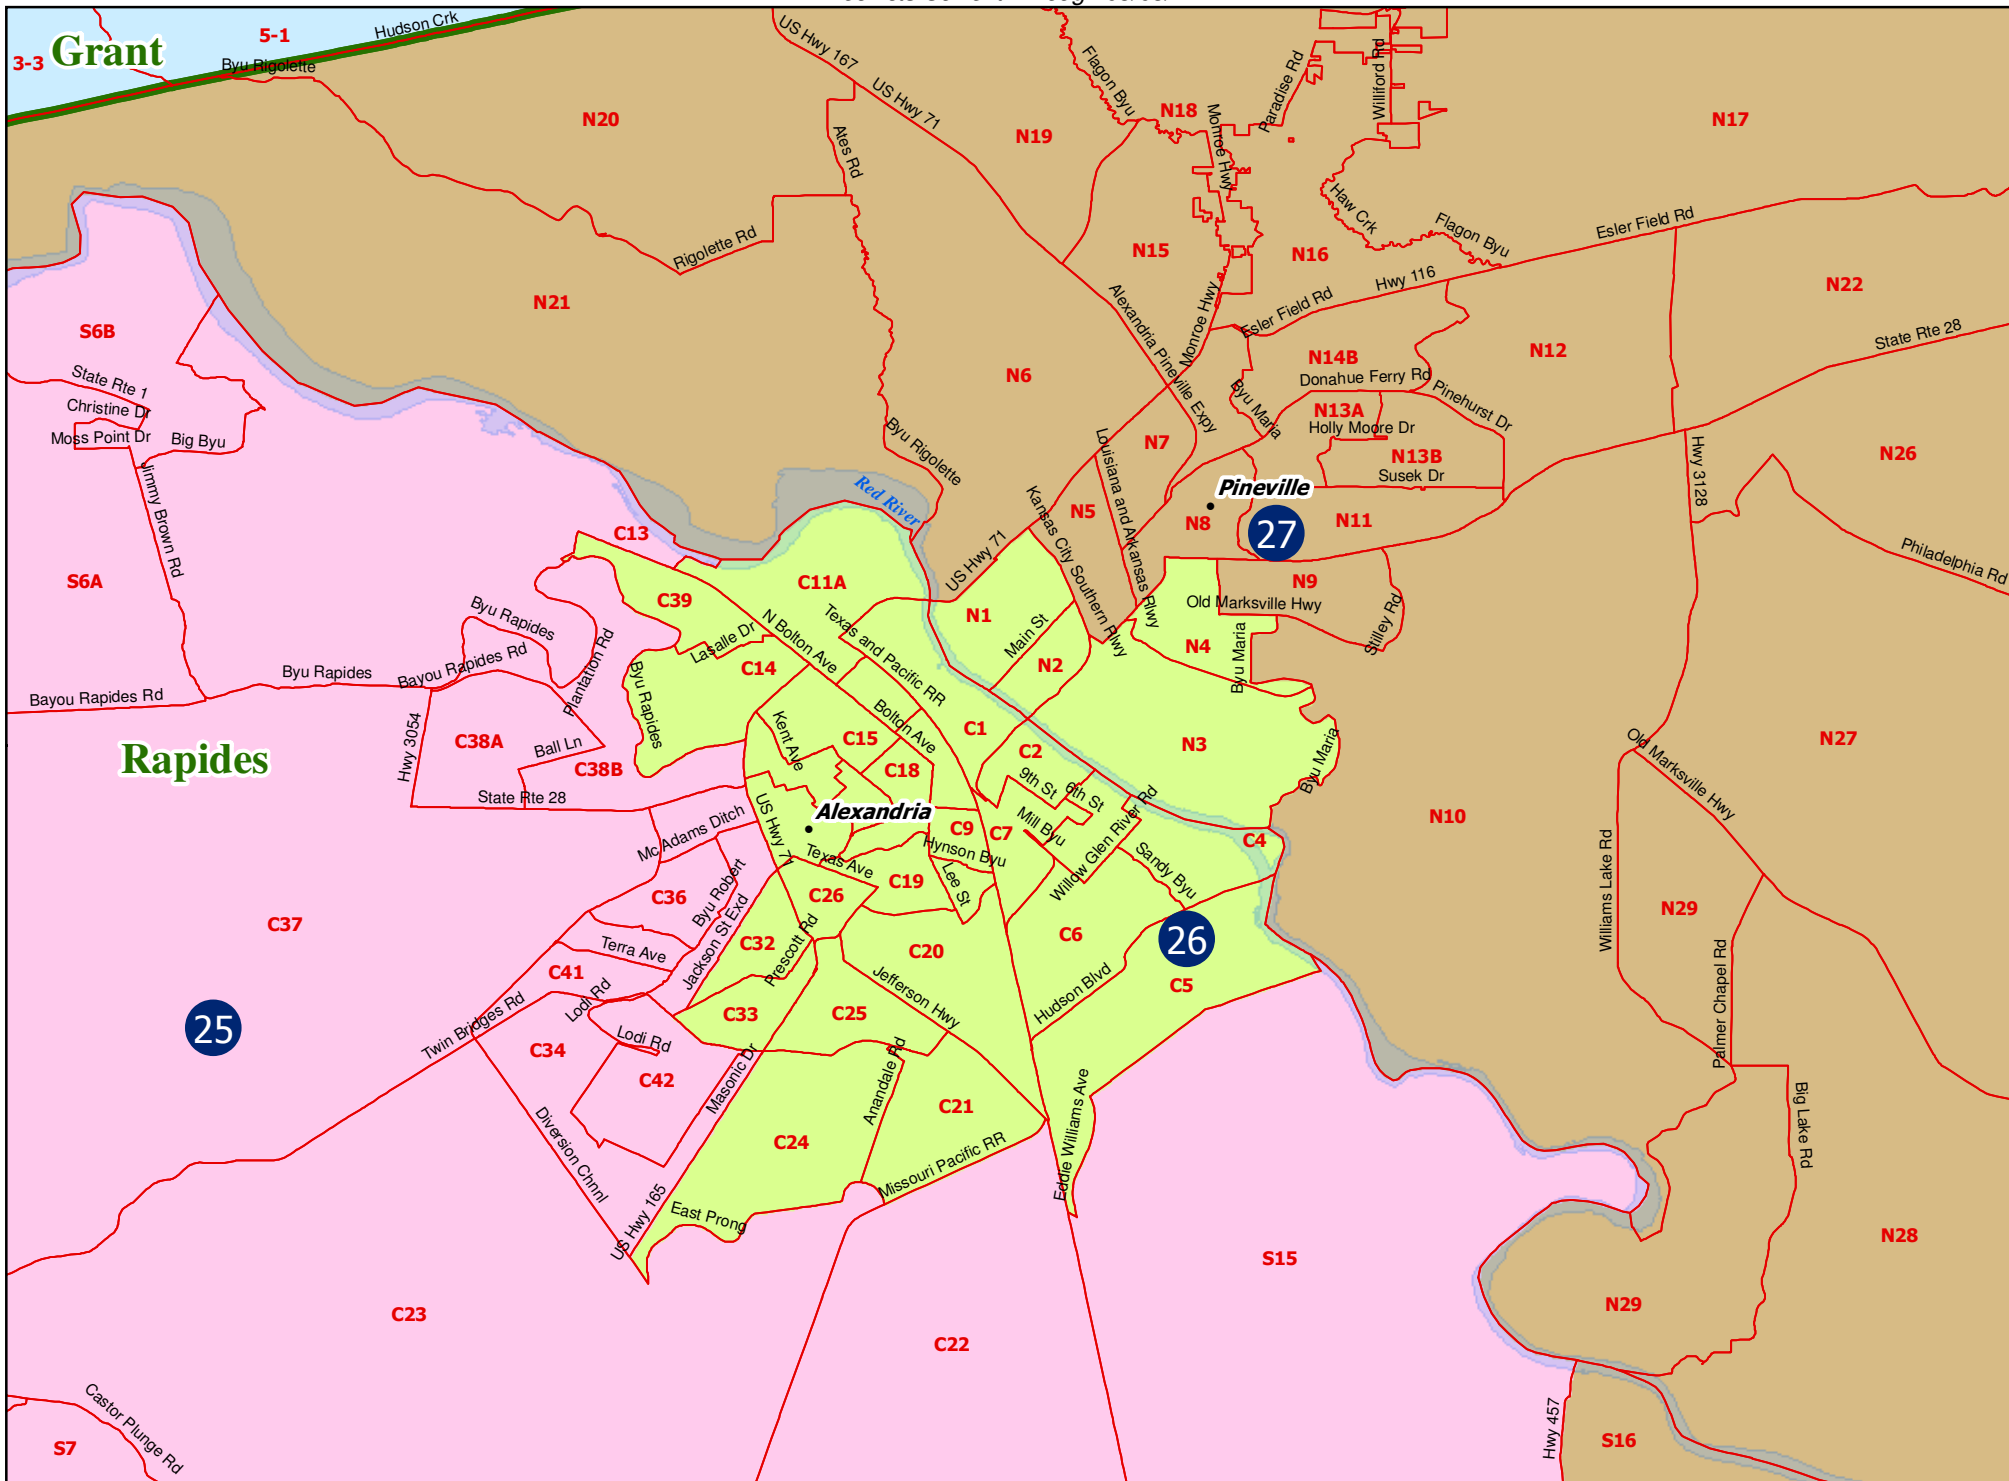 Grant
3-3
5-1
Hudson Crk
Byu Rigolette
N20
US Hwy 167
US Hwy 71
Ates Rd
N19
Flagon Byu
N18
Monroe Hwy
Paradise Rd
Williford Rd
N17
Rigolette Rd
N21
N15
N16
Haw Crk
Flagon Byu
Esler Field Rd
Hwy 116
Esler Field Rd
N22
State Rte 28
S6B
State Rte 1
Christine Dr
Moss Point Dr
Big Byu
Jimmy Brown Rd
S6A
N6
Alexandria Pineville Expy
Monroe Hwy
N14B
N12
Donahue Ferry Rd
Pinehurst Dr
Byu Maria
N13A
Holly Moore Dr
N13B
Susek Dr
N7
Louisiana and Arkansas Rlwy
Byu Rigolette
Red River
Kansas City Southern Rlwy
N5
Pineville
N8
27
N11
Hwy 3128
N26
Philadelphia Rd
C13
C11A
US Hwy 71
N9
Old Marksville Hwy
Stilley Rd
C39
Byu Rapides
Plantation Rd
Lasalle Dr
N Bolton Ave
Texas and Pacific RR
N1
Main St
N2
N4
Byu Maria
Bayou Rapides Rd
Byu Rapides
Bayou Rapides Rd
Byu Rapides
C14
Rapides
Hwy 3054
C38A
Ball Ln
C38B
State Rte 28
Kent Ave
C15
Bolton Ave
C18
C1
C2
N3
Byu Maria
9th St
6th St
Mill Byu
Willow Glen River Rd
N27
Old Marksville Hwy
Alexandria
US Hwy 71
Mc Adams Ditch
Texas Ave
C9
C7
Hynson Byu
C19
Lee St
Sandy Byu
C4
N10
Williams Lake Rd
C36
Byu Robert
Jackson St Exd
C26
C32
Prescott Rd
C37
Terra Ave
C41
C20
C6
26
N29
Palmer Chapel Rd
25
Lodi Rd
Twin Bridges Rd
C33
C25
Jefferson Hwy
Hudson Blvd
C5
C34
Lodi Rd
C42
Masonic Dr
Anandale Rd
C21
C24
Missouri Pacific RR
Eddie Williams Ave
Big Lake Rd
Diversion Chnnl
US Hwy 165
East Prong
N28
S15
C23
C22
N29
Castor Plunge Rd
S7
Hwy 457
S16